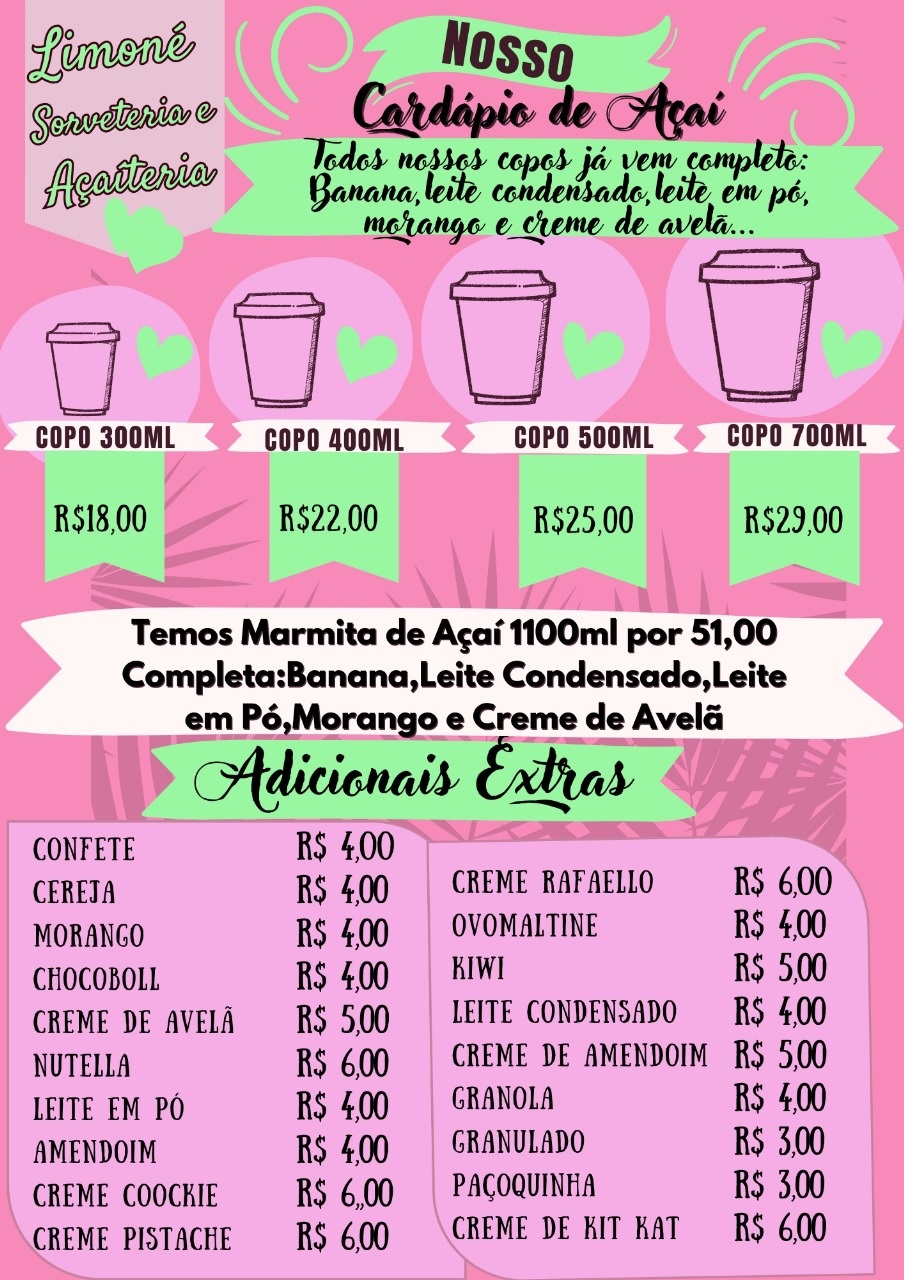 Limoné
Sorveteria e
Açaíteria
NOSSO
Cardápio de Açaí
Todos nossos copos já vem completo:
Banana,leite condensado,leite em pó,
morango e creme de avelã...
COPO 300ML
COPO 400ML
COPO 500ML
COPO 700ML
R$18,00
R$22,00
R$25,00
R$29,00
Temos Marmita de Açaí 1100ml por 51,00
Completa:Banana,Leite Condensado,Leite
em Pó,Morango e Creme de Avelã
Adicionais Extras
CONFETE R$ 4,00
CEREJA R$ 4,00
MORANGO R$ 4,00
CHOCOBOLL R$ 4,00
CREME DE AVELÃ R$ 5,00
NUTELLA R$ 6,00
LEITE EM PÓ R$ 4,00
AMENDOIM R$ 4,00
CREME COOCKIE R$ 6,,00
CREME PISTACHE R$ 6,00
CREME RAFAELLO R$ 6,00
OVOMALTINE R$ 4,00
KIWI R$ 5,00
LEITE CONDENSADO R$ 4,00
CREME DE AMENDOIM R$ 5,00
GRANOLA R$ 4,00
GRANULADO R$ 3,00
PAÇOQUINHA R$ 3,00
CREME DE KIT KAT R$ 6,00